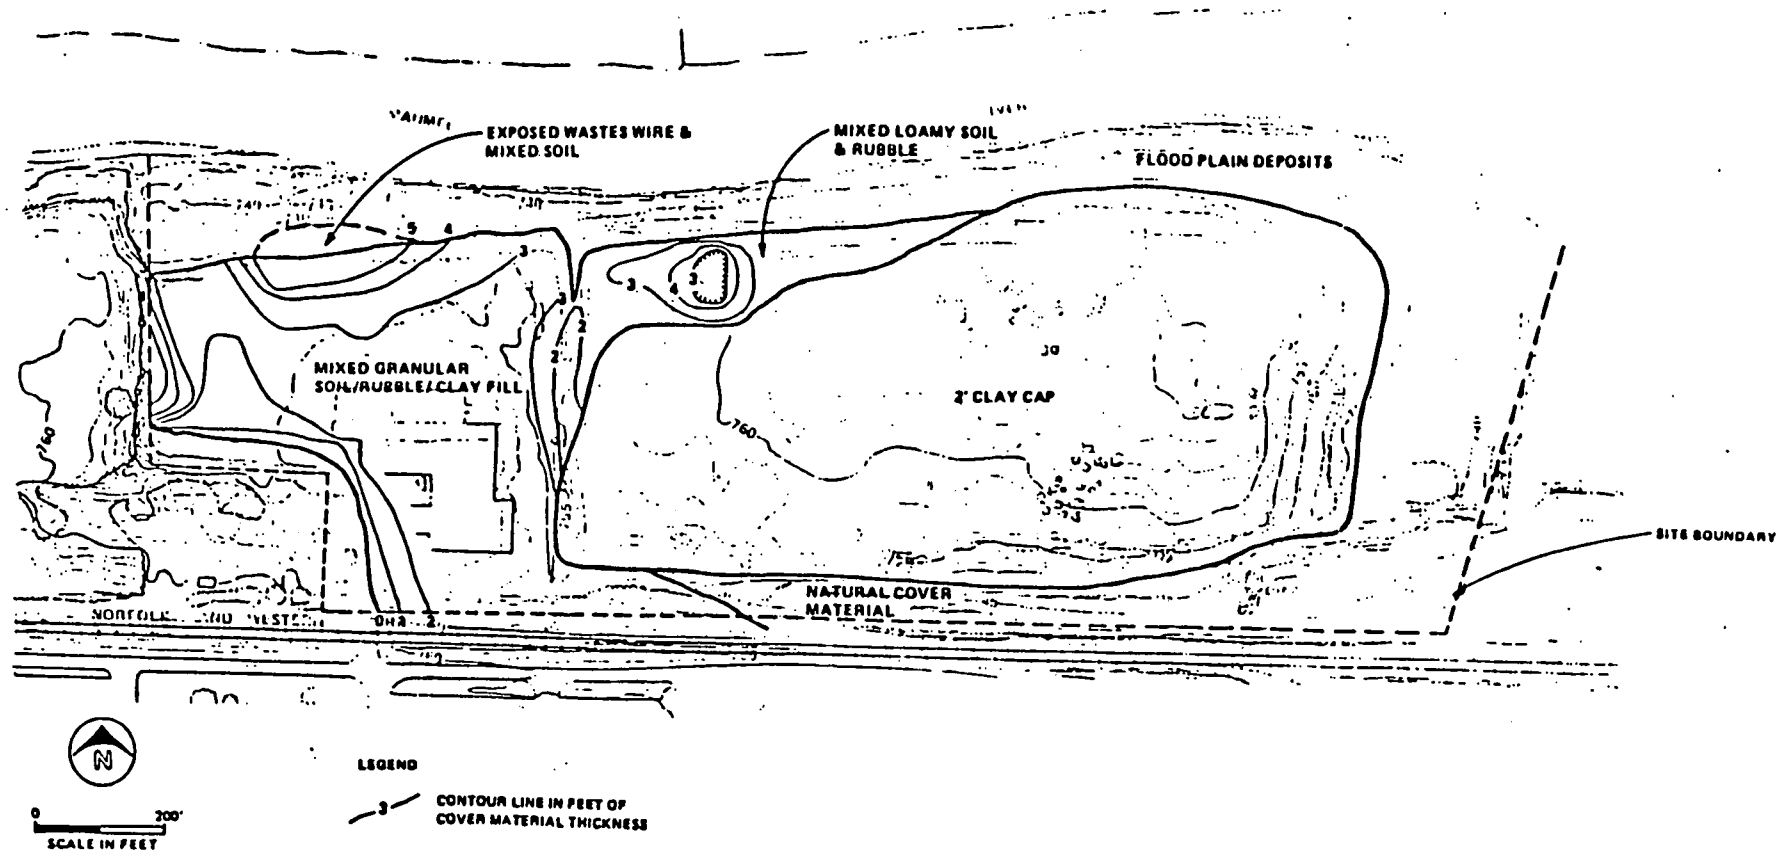 EXPOSED WASTES WIRE &
MIXED SOIL
MIXED LOAMY SOIL
& RUBBLE
FLOOD PLAIN DEPOSITS
5
4
3
3
4
3
3
2
2
MIXED GRANULAR
SOIL/RUBBLE/CLAY FILL
2' CLAY CAP
760
760
SITE BOUNDARY
NATURAL COVER
MATERIAL
NORFOLK
2
N
LEGEND
3
CONTOUR LINE IN FEET OF
COVER MATERIAL THICKNESS
0
200'
SCALE IN FEET